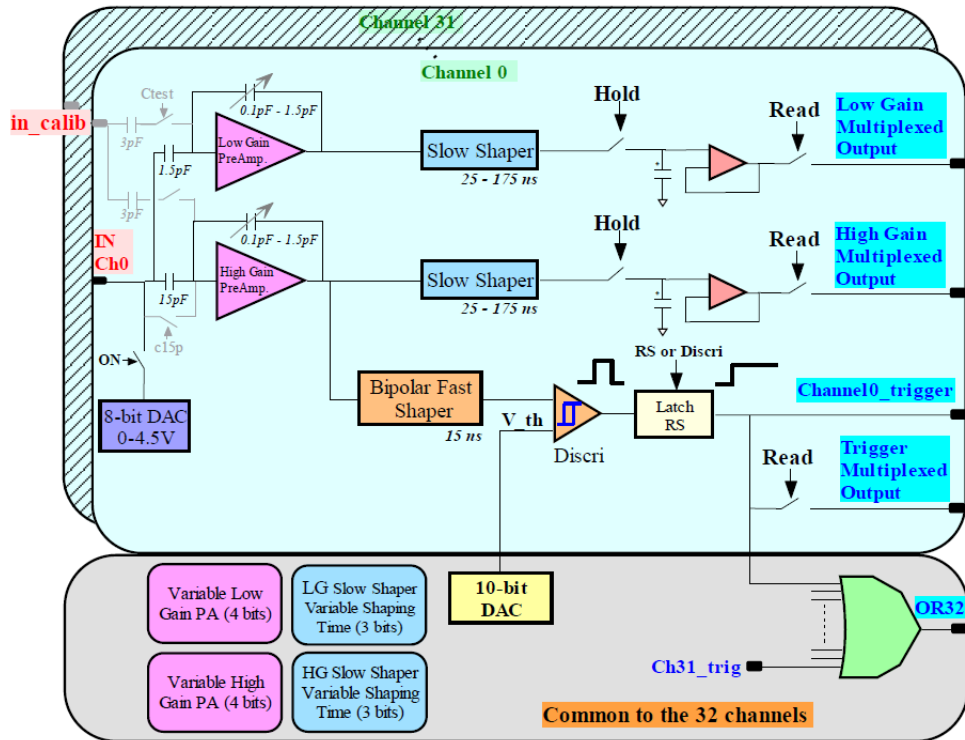 Channel 31
Channel 0
in_calib
Ctest
3pF
1.5pF
0.1pF - 1.5pF
Low Gain
PreAmp.
Slow Shaper
25 - 175 ns
Hold
Read
Low Gain
Multiplexed
Output
3pF
IN
Ch0
15pF
c15p
0.1pF - 1.5pF
High Gain
PreAmp.
Slow Shaper
25 - 175 ns
Hold
Read
High Gain
Multiplexed
Output
ON
8-bit DAC
0-4.5V
Bipolar Fast
Shaper
15 ns
V_th
Discri
RS or Discri
Latch
RS
Channel0_trigger
Read
Trigger
Multiplexed
Output
Variable Low
Gain PA (4 bits)
LG Slow Shaper
Variable Shaping
Time (3 bits)
10-bit
DAC
OR32
Variable High
Gain PA (4 bits)
HG Slow Shaper
Variable Shaping
Time (3 bits)
Ch31_trig
Common to the 32 channels